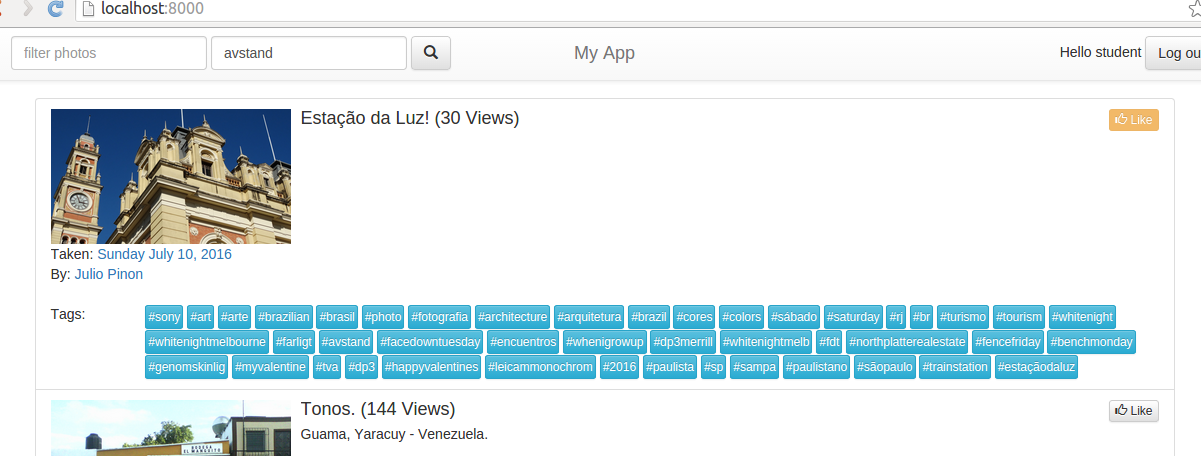 localhost:8000
filter photos avstand My App Hello student Log ou
Estação da Luz! (30 Views) Like
Taken: Sunday July 10, 2016
By: Julio Pinon
Tags: #sony #art #arte #brazilian #brasil #photo #fotografia #architecture #arquitetura #brazil #cores #colors #sábado #saturday #rj #br #turismo #tourism #whitenight
#whitenightmelbourne #farligt #avstand #facedowntuesday #encuentros #whenigrowup #dp3merrill #whitenightmelb #fdt #northplatterealestate #fencefriday #benchmonday
#genomskinlig #myvalentine #tva #dp3 #happyvalentines #leicammonochrom #2016 #paulista #sp #sampa #paulistano #sãopaulo #trainstation #estaçãodaluz
Tonos. (144 Views) Like
Guama, Yaracuy - Venezuela.
BODEGA
EL MANGUITO